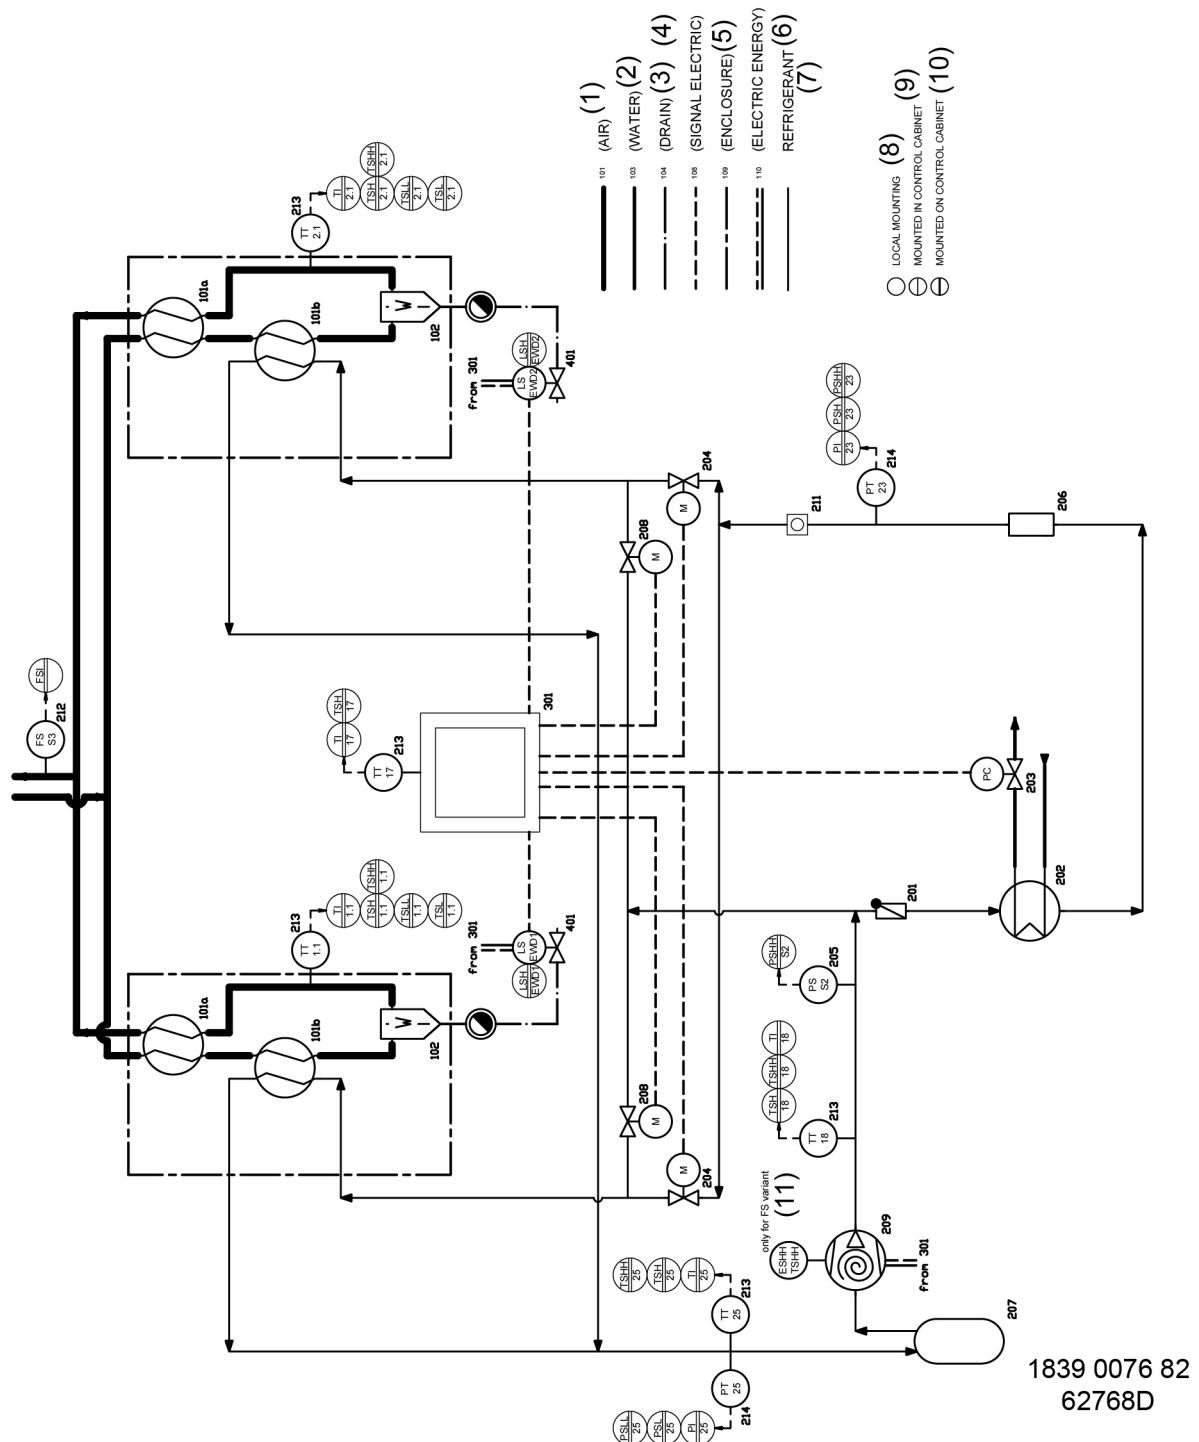 101 (AIR) (1)
103 (WATER) (2)
104 (DRAIN) (3) (4)
108 (SIGNAL ELECTRIC)
109 (ENCLOSURE) (5)
110 (ELECTRIC ENERGY)
REFRIGERANT (6)
(7)
LOCAL MOUNTING (8)
MOUNTED IN CONTROL CABINET (9)
MOUNTED ON CONTROL CABINET (10)
FSI
FS
S3
212
101a
101b
W
102
TT
1.1
213
TI
1.1
TSH
1.1
TSHH
1.1
TSLL
1.1
TSL
1.1
from 301
LS
EWD1
LSH
EWD1
401
101a
101b
W
102
TT
2.1
213
TI
2.1
TSH
2.1
TSHH
2.1
TSLL
2.1
TSL
2.1
from 301
LS
EWD2
LSH
EWD2
401
TI
17
TSH
17
TT
17
213
301
M
208
M
204
M
208
M
204
211
PT
23
214
PI
23
PSH
23
PSHH
23
206
PC
203
202
201
PSHH
S2
PS
S2
205
TSH
18
TSHH
18
TI
18
TT
18
213
only for FS variant
(11)
ESHH
TSHH
209
from 301
207
TSHH
25
TSH
25
TI
25
TT
25
213
PT
25
214
PSLL
25
PSL
25
PI
25
1839 0076 82
62768D